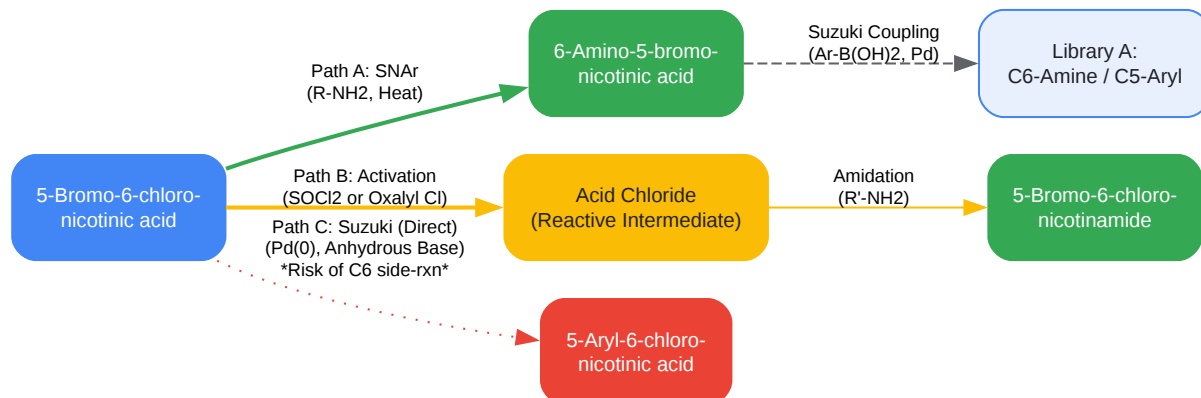 6-Amino-5-bromo-
nicotinic acid
Suzuki Coupling
(Ar-B(OH)2, Pd)
Library A:
C6-Amine / C5-Aryl
Path A: SNAr
(R-NH2, Heat)
5-Bromo-6-chloro-
nicotinic acid
Path B: Activation
(SOCl2 or Oxalyl Cl)
Acid Chloride
(Reactive Intermediate)
Amidation
(R'-NH2)
5-Bromo-6-chloro-
nicotinamide
Path C: Suzuki (Direct)
(Pd(0), Anhydrous Base)
*Risk of C6 side-rxn*
5-Aryl-6-chloro-
nicotinic acid